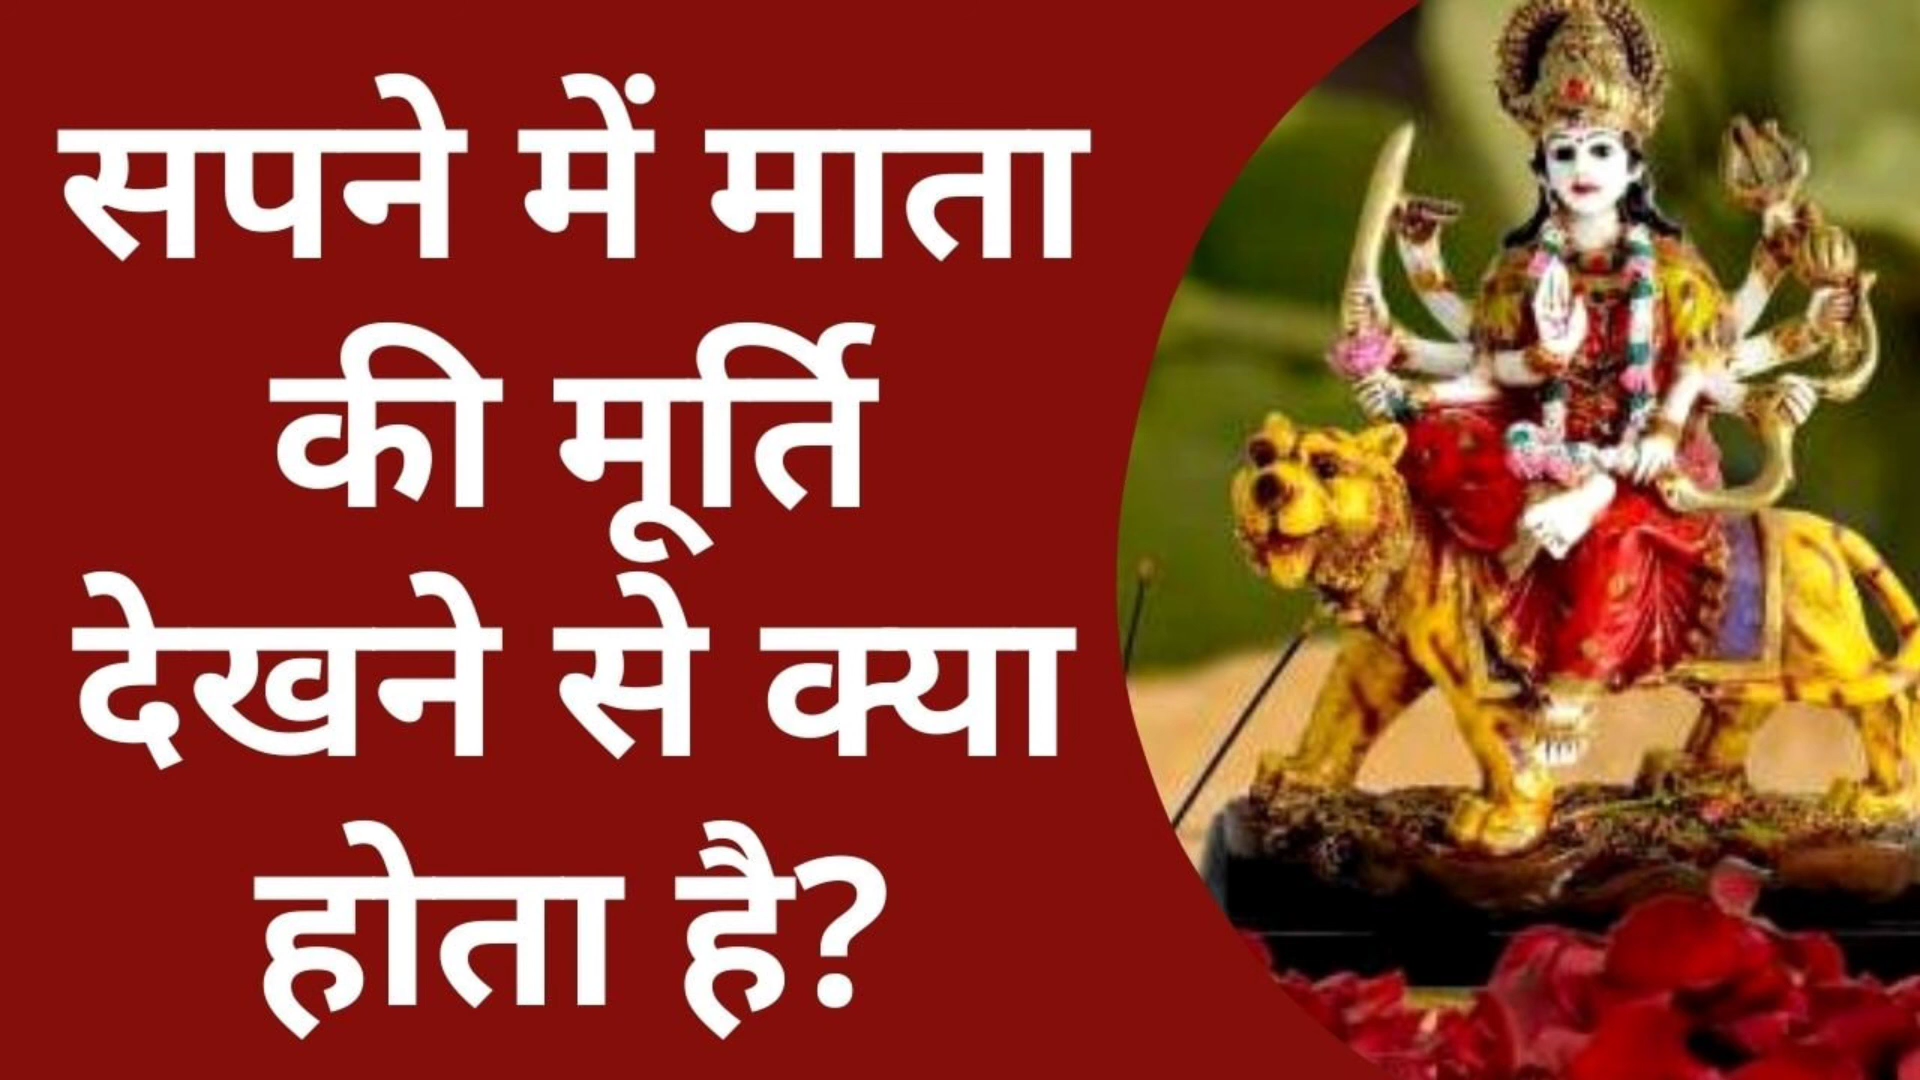 सपने में माता
की मूर्ति
देखने से क्या
होता है?